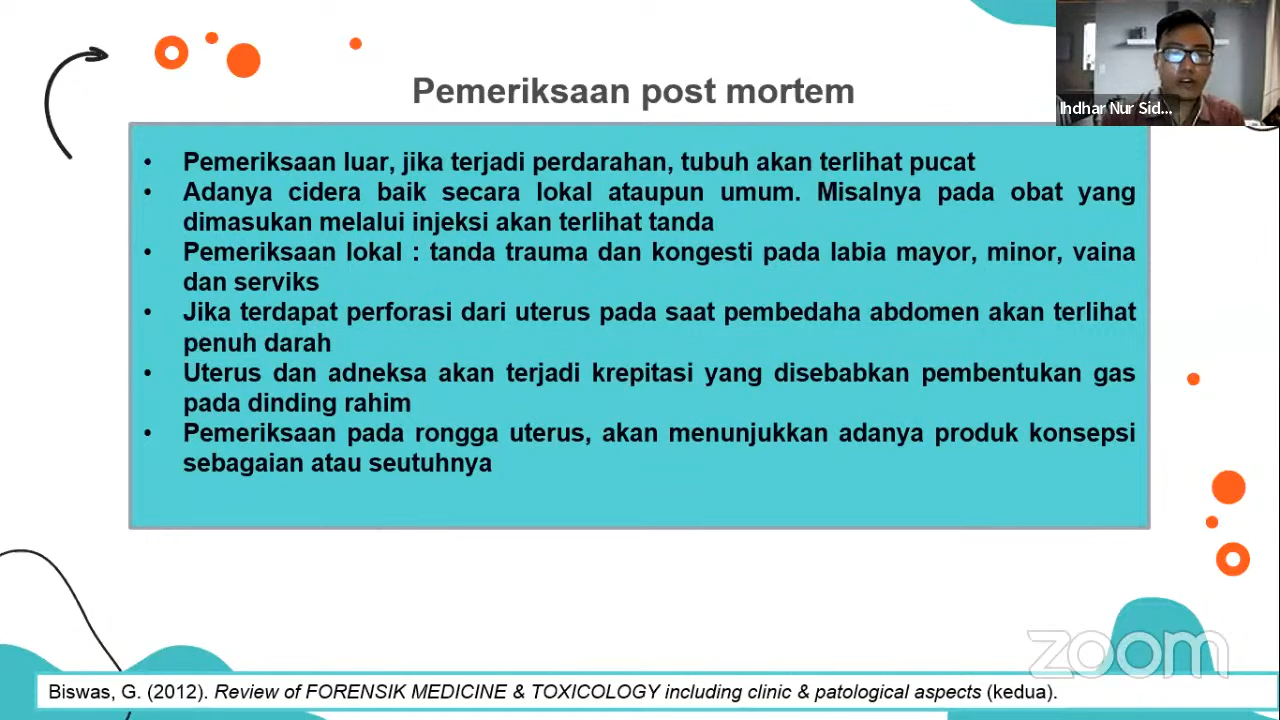 Pemeriksaan post mortem
Ihdhar Nur Sid...
• Pemeriksaan luar, jika terjadi perdarahan, tubuh akan terlihat pucat
• Adanya cidera baik secara lokal ataupun umum. Misalnya pada obat yang
dimasukan melalui injeksi akan terlihat tanda
• Pemeriksaan lokal : tanda trauma dan kongesti pada labia mayor, minor, vaina
dan serviks
• Jika terdapat perforasi dari uterus pada saat pembedaha abdomen akan terlihat
penuh darah
• Uterus dan adneksa akan terjadi krepitasi yang disebabkan pembentukan gas
pada dinding rahim
• Pemeriksaan pada rongga uterus, akan menunjukkan adanya produk konsepsi
sebagaian atau seutuhnya
zoom
Biswas, G. (2012). Review of FORENSIK MEDICINE & TOXICOLOGY including clinic & patological aspects (kedua).